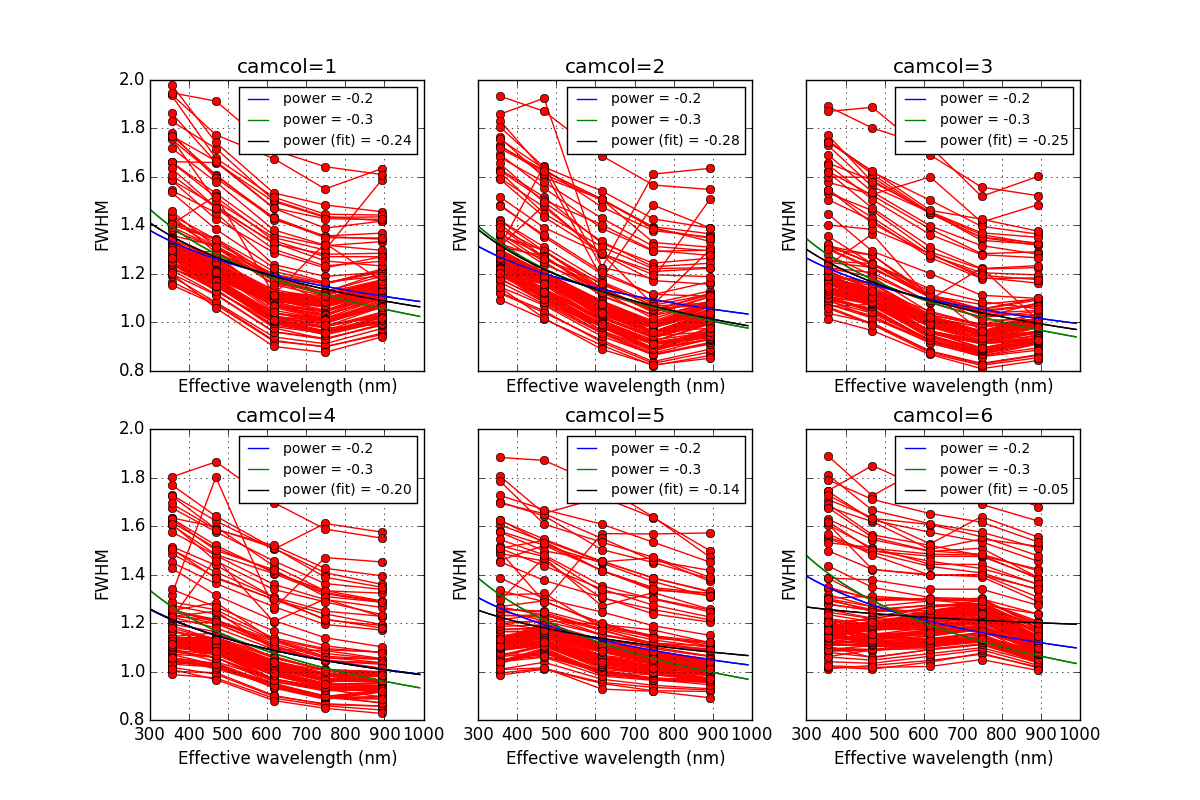 camcol=1
camcol=2
camcol=3
2.0
1.8
1.6
1.4
1.2
1.0
0.8
FWHM
power = -0.2
power = -0.3
power (fit) = -0.24
FWHM
power = -0.2
power = -0.3
power (fit) = -0.28
FWHM
power = -0.2
power = -0.3
power (fit) = -0.25
Effective wavelength (nm)
Effective wavelength (nm)
Effective wavelength (nm)
camcol=4
camcol=5
camcol=6
2.0
1.8
1.6
1.4
1.2
1.0
0.8
FWHM
power = -0.2
power = -0.3
power (fit) = -0.20
FWHM
power = -0.2
power = -0.3
power (fit) = -0.14
FWHM
power = -0.2
power = -0.3
power (fit) = -0.05
300 400 500 600 700 800 900 1000
300 400 500 600 700 800 900 1000
300 400 500 600 700 800 900 1000
Effective wavelength (nm)
Effective wavelength (nm)
Effective wavelength (nm)